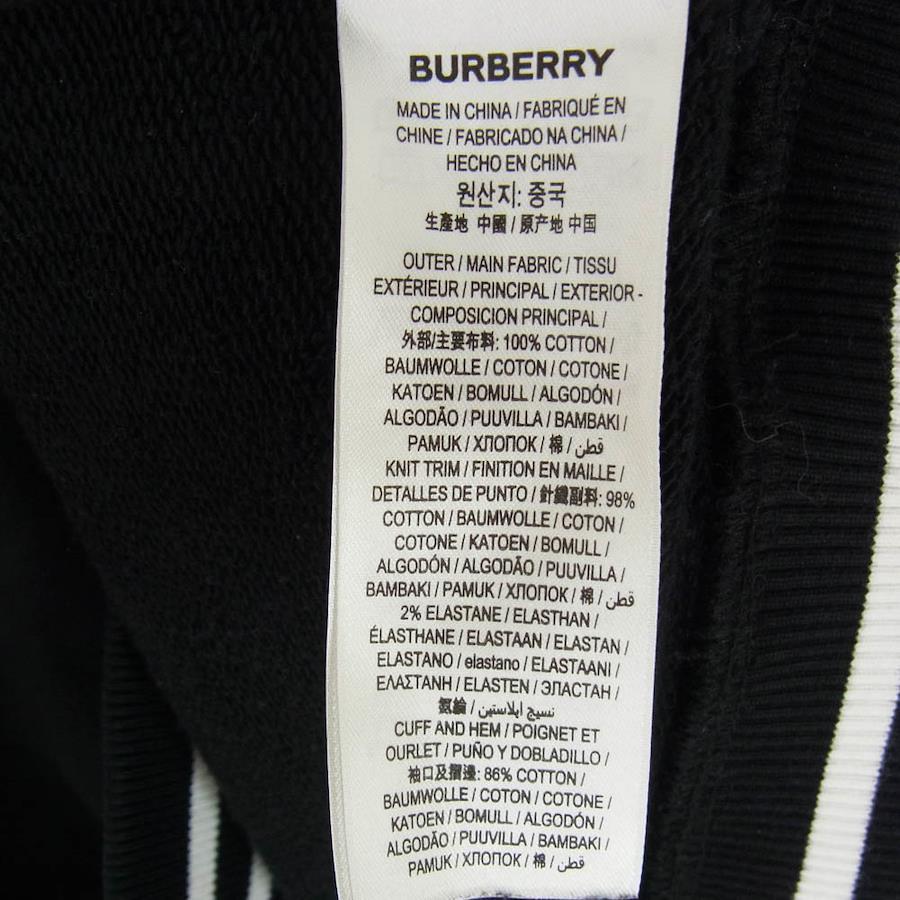 BURBERRY
MADE IN CHINA / FABRIQUÉ EN
CHINE / FABRICADO NA CHINA /
HECHO EN CHINA
원산지: 중국
生產地 中國 / 原产地 中国
OUTER / MAIN FABRIC / TISSU
EXTÉRIEUR / PRINCIPAL / EXTERIOR -
COMPOSICION PRINCIPAL /
外部/主要布料: 100% COTTON /
BAUMWOLLE / COTON / COTONE /
KATOEN / BOMULL / ALGODÓN /
ALGODÃO / PUUVILLA / BAMBAKI /
PAMUK / ХЛОПОК / 棉 / قطن
KNIT TRIM / FINITION EN MAILLE /
DETALLES DE PUNTO / 針織副料: 98%
COTTON / BAUMWOLLE / COTON /
COTONE / KATOEN / BOMULL /
ALGODÓN / ALGODÃO / PUUVILLA /
BAMBAKI / PAMUK / ХЛОПОК / 棉 / قطن
2% ELASTANE / ELASTHAN /
ÉLASTHANE / ELASTAAN / ELASTAN /
ELASTANO / elastano / ELASTAANI /
ΕΛΑΣΤΑΝΗ / ELASTEN / ЭЛАСТАН /
氨綸 / نسيج ايلاستين
CUFF AND HEM / POIGNET ET
OURLET / PUÑO Y DOBLADILLO /
袖口及摺邊: 86% COTTON /
BAUMWOLLE / COTON / COTONE /
KATOEN / BOMULL / ALGODÓN /
ALGODÃO / PUUVILLA / BAMBAKI /
PAMUK / ХЛОПОК / 棉 / قطن